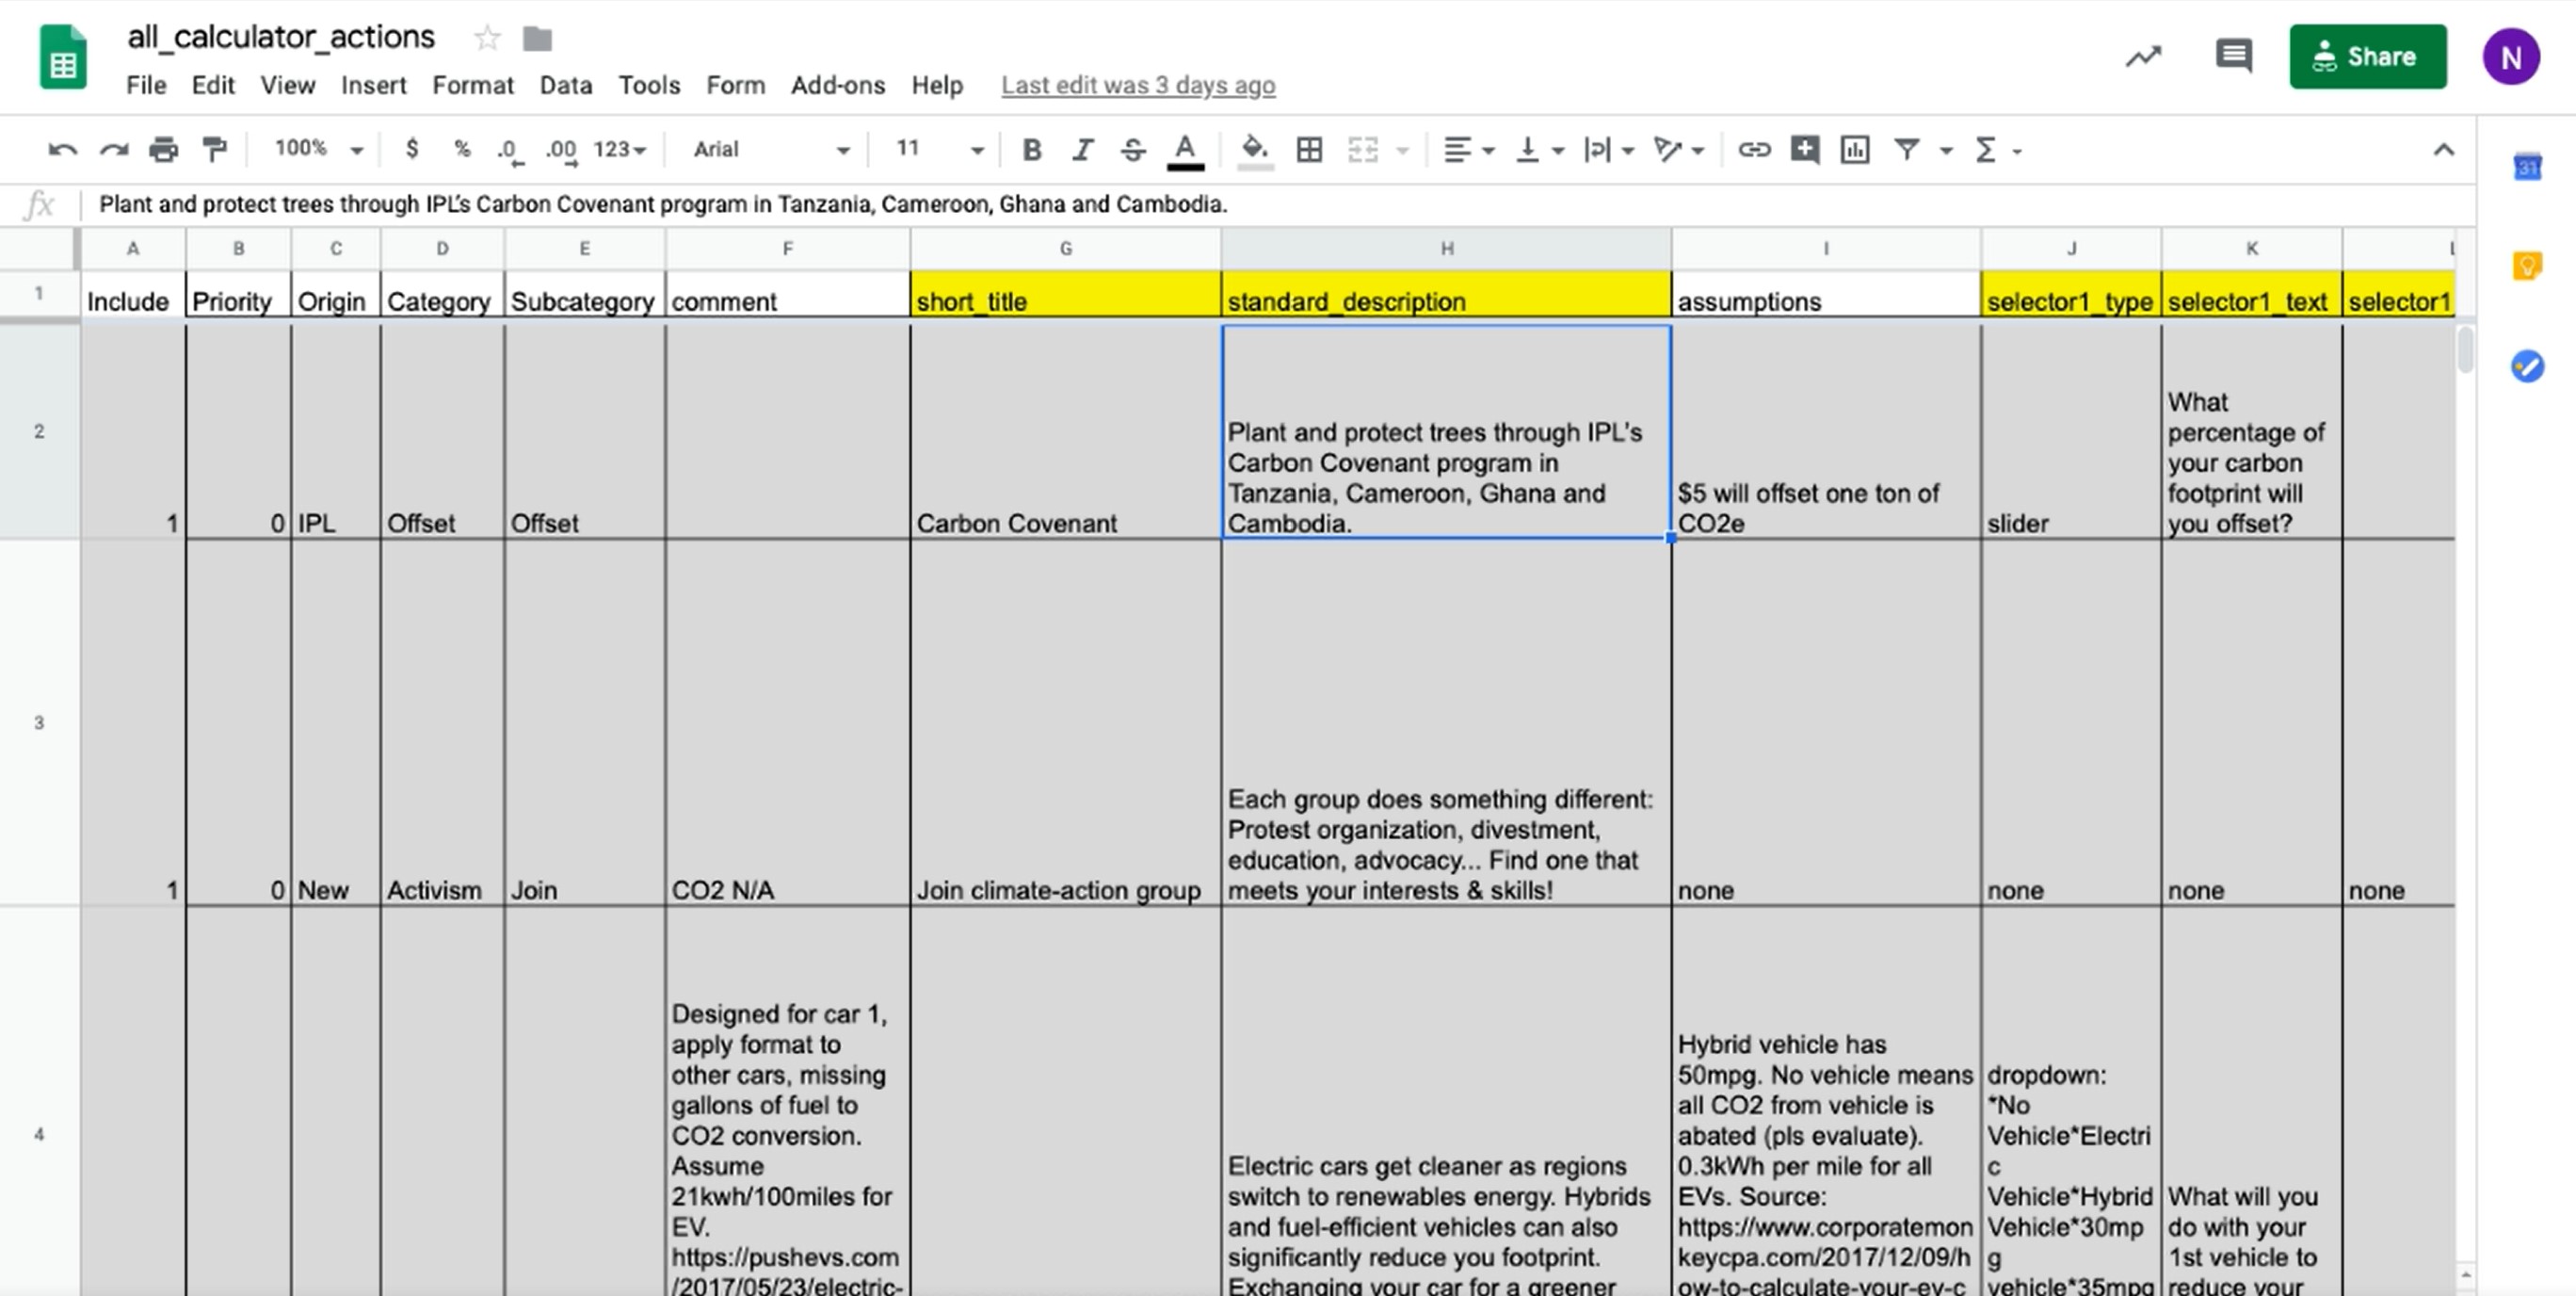 all_calculator_actions
File Edit View Insert Format Data Tools Form Add-ons Help Last edit was 3 days ago
Share
N
100% $ % .0 .00 123 Arial 11 B I S A
31
fx Plant and protect trees through IPL's Carbon Covenant program in Tanzania, Cameroon, Ghana and Cambodia.
A B C D E F G H I J K L
1 Include Priority Origin Category Subcategory comment short_title standard_description assumptions selector1_type selector1_text selector1
2
1 0 IPL Offset Offset
Carbon Covenant
Plant and protect trees through IPL's
Carbon Covenant program in
Tanzania, Cameroon, Ghana and
Cambodia.
$5 will offset one ton of
CO2e
slider
What
percentage of
your carbon
footprint will
you offset?
3
1 0 New Activism Join CO2 N/A Join climate-action group
Each group does something different:
Protest organization, divestment,
education, advocacy... Find one that
meets your interests & skills!
none none none none
4
Designed for car 1,
apply format to
other cars, missing
gallons of fuel to
CO2 conversion.
Assume
21kwh/100miles for
EV.
https://pushevs.com
/2017/05/23/electric-
Electric cars get cleaner as regions
switch to renewables energy. Hybrids
and fuel-efficient vehicles can also
significantly reduce you footprint.
Exchanging your car for a greener
Hybrid vehicle has
50mpg. No vehicle means
all CO2 from vehicle is
abated (pls evaluate).
0.3kWh per mile for all
EVs. Source:
https://www.corporatemon
keycpa.com/2017/12/09/h
ow-to-calculate-your-ev-c
dropdown:
*No
Vehicle*Electri
c
Vehicle*Hybrid
Vehicle*30mp
g
vehicle*35mpg
What will you
do with your
1st vehicle to
reduce your